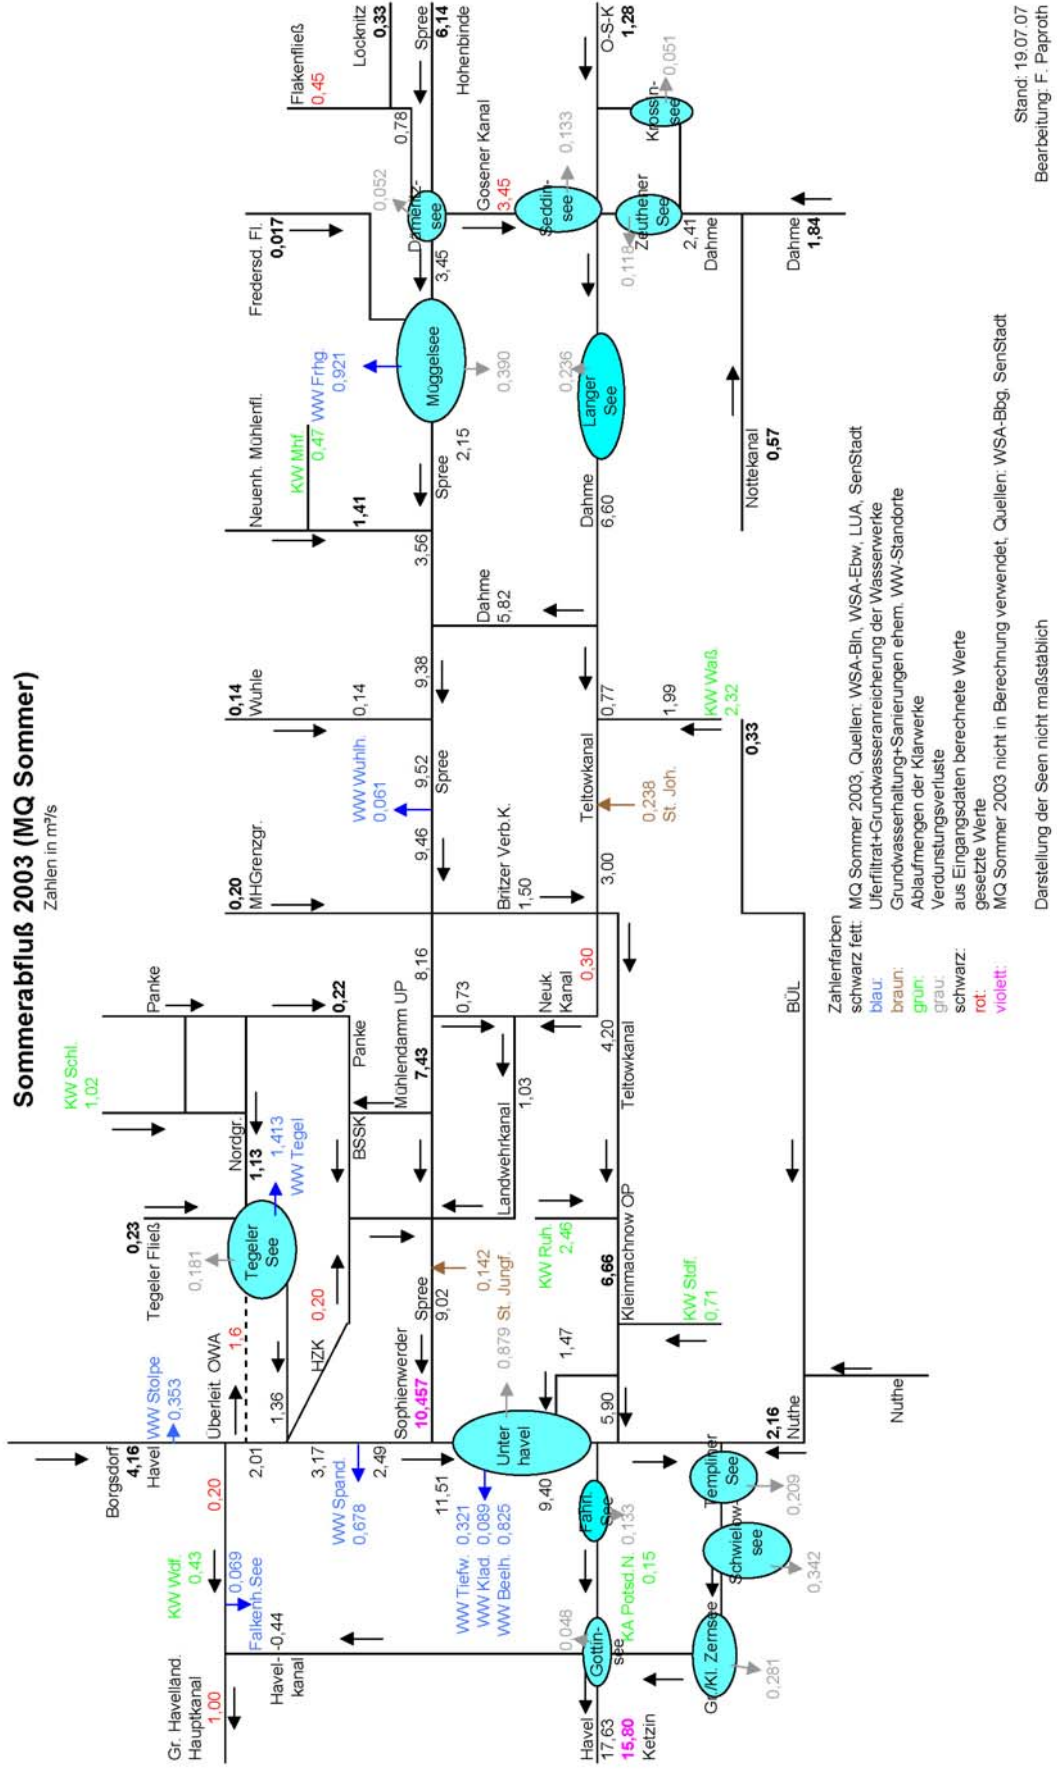 Sommerabfluß 2003 (MQ Sommer)
Zahlen in m³/s
Borgsdorf
4,16
Havel
WW Stolpe
0,353
Überleit. OWA
1,6
Tegeler Fließ
0,23
0,181
Tegeler
See
Nordgr.
1,13
1,413
WW Tegel
KW Schl.
1,02
Panke
0,22
Panke
BSSK
Mühlendamm UP
7,43
MHGrenzgr.
0,20
Wuhle
0,14
0,14
WW Wuhlh.
0,061
Neuenh. Mühlenfl.
KW Mhf.
0,47
1,41
WW Frhg.
0,921
Fredersd. Fl.
0,017
Flakenfließ
0,45
Löcknitz
0,33
0,78
0,052
Dämeritz-
see
Spree
6,14
Hohenbinde
Gosener Kanal
3,45
3,45
Müggelsee
0,390
2,15
Spree
3,56
Dahme
5,82
9,38
9,52
Spree
9,46
8,16
0,73
Neuk.
Kanal
0,30
Britzer Verb.K.
1,50
Landwehrkanal
1,03
HZK
0,20
1,36
2,01
3,17
WW Spand.
0,678
2,49
Sophienwerder
10,457
Spree
9,02
0,142
St. Jungf.
11,51
Unter
havel
0,879
9,40
WW Tiefw. 0,321
WW Klad. 0,089
WW Beelh. 0,825
0,20
KW Wdf.
0,43
0,069
Falkenh.See
Gr. Havelländ.
Hauptkanal
1,00
Havel-
kanal
-0,44
O-S-K
1,28
Seddin-
see
0,133
Krossin-
see
0,051
Zeuthener
See
0,118
2,41
Dahme
Dahme
1,84
Nottekanal
0,57
Langer
See
0,236
Dahme
6,60
0,77
1,99
KW Waß.
2,32
0,33
Teltowkanal
0,238
St. Joh.
3,00
4,20
Teltowkanal
KW Ruh.
2,46
Kleinmachnow OP
6,66
KW Stdf.
0,71
1,47
5,90
BÜL
2,16
Nuthe
Nuthe
Templiner
See
0,209
Schwielow-
see
0,342
Gr./Kl. Zernsee
0,281
Fahrl.
See
0,133
KA Potsd.N.
0,15
Göttin-
see
0,048
Havel
17,63
15,80
Ketzin
Zahlenfarben
schwarz fett: MQ Sommer 2003, Quellen: WSA-Bln, WSA-Ebw, LUA, SenStadt
blau: Uferfiltrat+Grundwasseranreicherung der Wasserwerke
braun: Grundwasserhaltung+Sanierungen ehem. WW-Standorte
grün: Ablaufmengen der Klärwerke
grau: Verdunstungsverluste
schwarz: aus Eingangsdaten berechnete Werte
rot: gesetzte Werte
violett: MQ Sommer 2003 nicht in Berechnung verwendet, Quellen: WSA-Bbg, SenStadt
Darstellung der Seen nicht maßstäblich
Stand: 19.07.07
Bearbeitung: F. Paproth